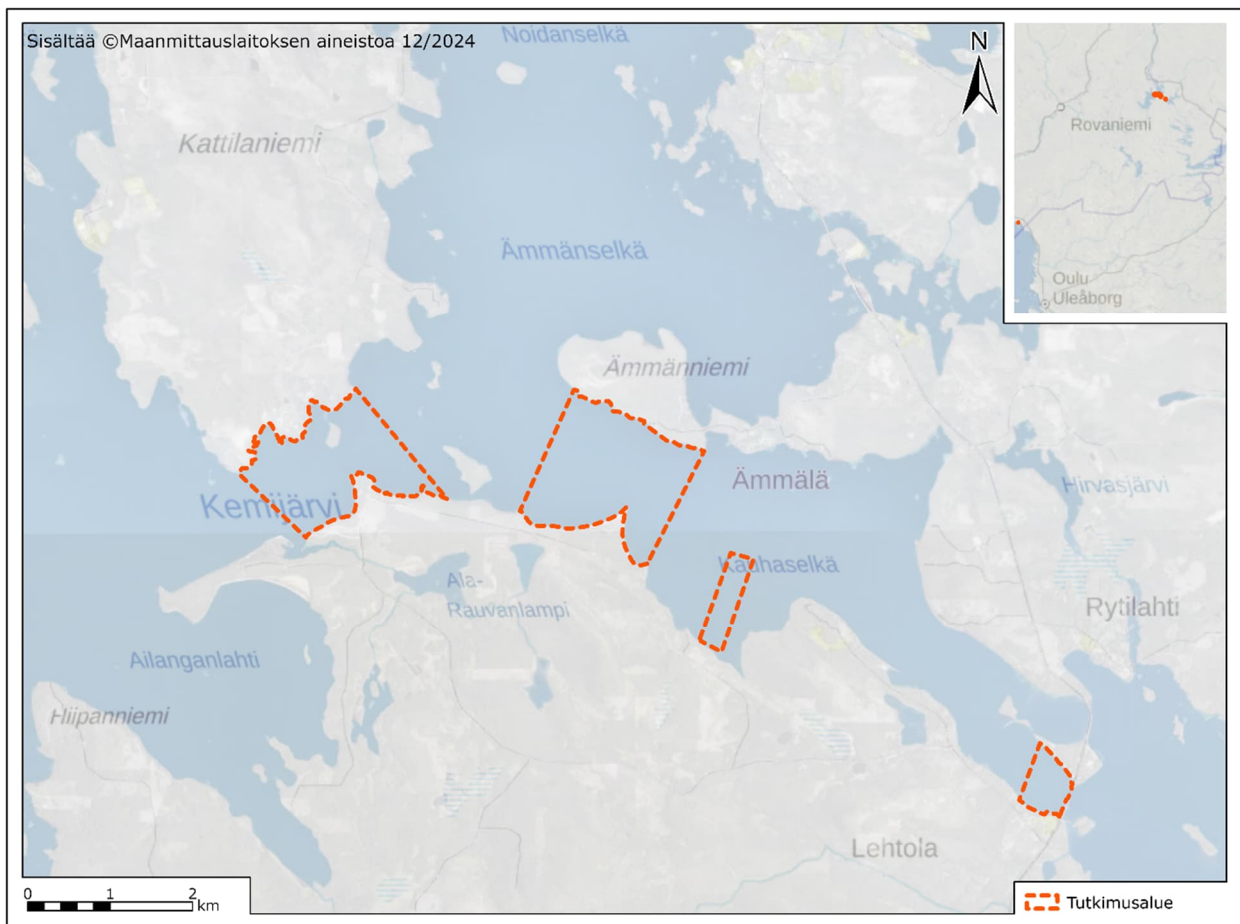 Sisältää ©Maanmittauslaitoksen aineistoa 12/2024
Noidanselkä
N
Kattilaniemi
Rovaniemi
Ämmänselkä
Oulu
Uleåborg
Ämmänniemi
Ämmälä
Hirvasjärvi
Kemijärvi
Kauhaselkä
Ala-
Rauvanlampi
Rytilahti
Ailanganlahti
Hiipanniemi
Lehtola
0 1 2
km
Tutkimusalue